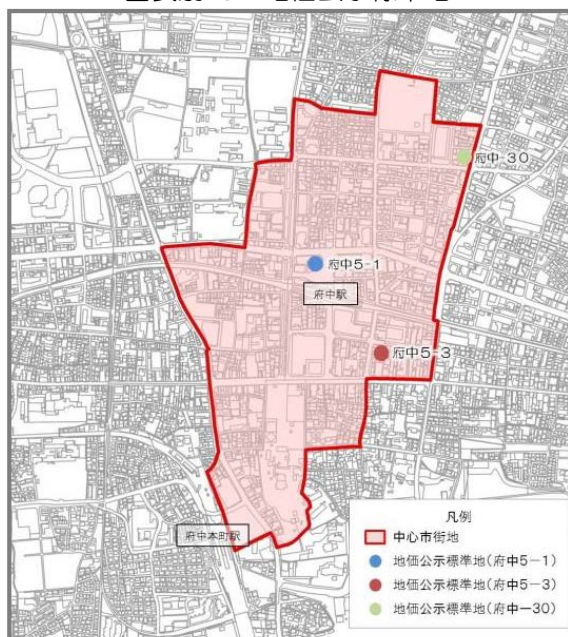 府中-30
府中5-1
府中駅
府中5-3
府中本町駅
凡例
中心市街地
地価公示標準地(府中5-1)
地価公示標準地(府中5-3)
地価公示標準地(府中ー30)